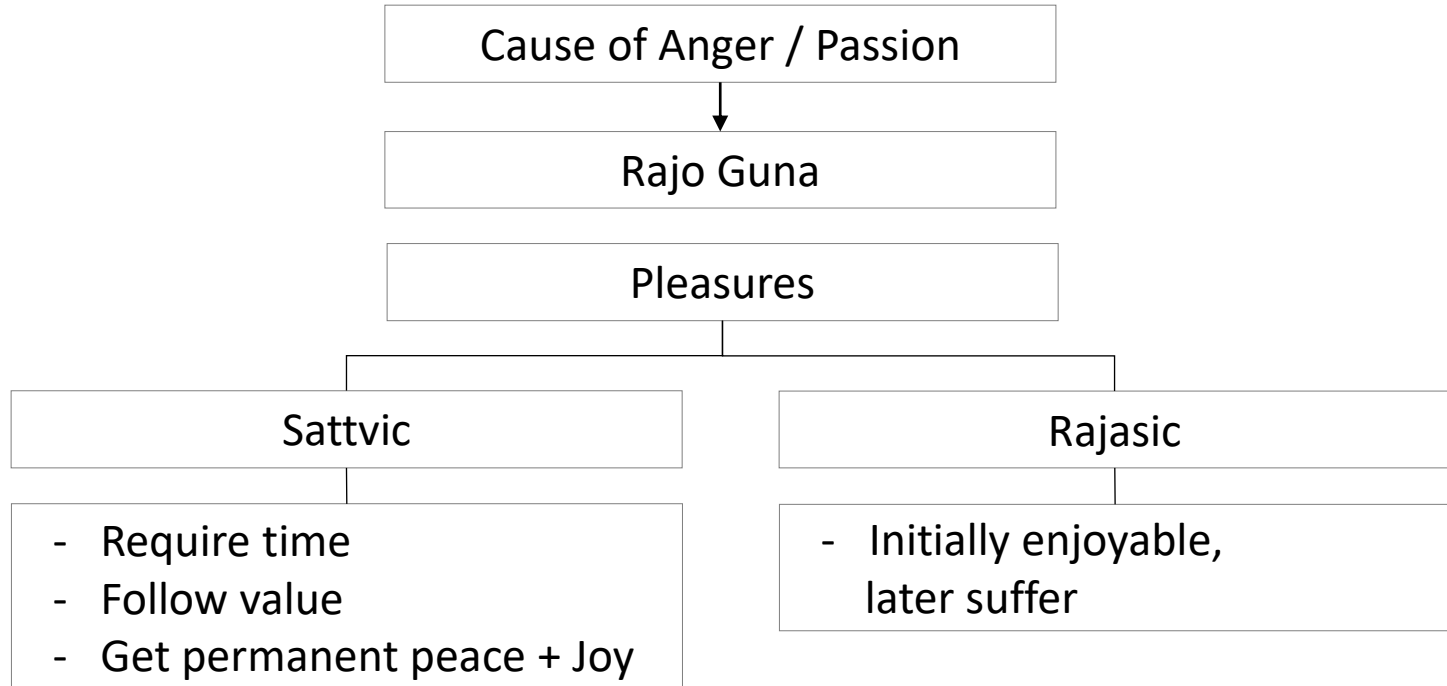 Cause of Anger / Passion
Rajo Guna
Pleasures
Sattvic
- Require time
- Follow value
- Get permanent peace + Joy
Rajasic
- Initially enjoyable,
later suffer